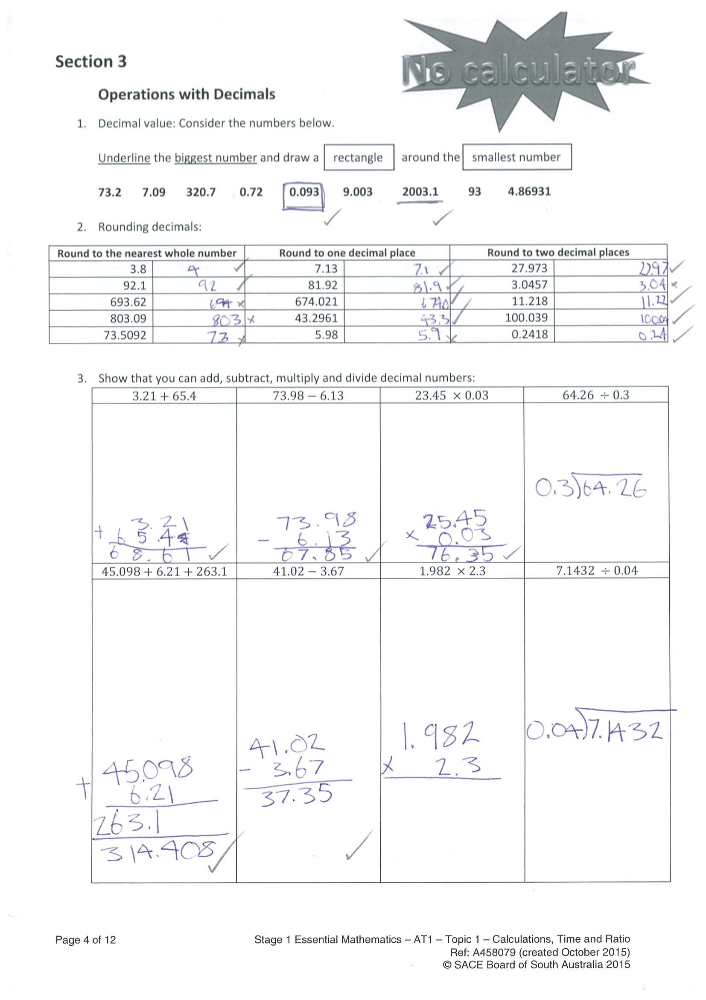 No calculator
Section 3
Operations with Decimals
1. Decimal value: Consider the numbers below.
Underline the biggest number and draw a rectangle around the smallest number
73.2 7.09 320.7 0.72 0.093 9.003 2003.1 93 4.86931
2. Rounding decimals:
Round to the nearest whole number Round to one decimal place Round to two decimal places
3.8 4 7.13 7.1 27.973 27.97
92.1 92 81.92 81.9 3.0457 3.04
693.62 694 674.021 674.0 11.218 11.22
803.09 803 43.2961 43.3 100.039 100.04
73.5092 73 5.98 5.9 0.2418 0.24
3. Show that you can add, subtract, multiply and divide decimal numbers:
3.21 + 65.4 73.98 – 6.13 23.45 × 0.03 64.26 ÷ 0.3
0.3)64.26
3.21 73.98 25.45
+ 65.4 – 6.13 × 0.03
68.61 67.85 76.35
45.098 + 6.21 + 263.1 41.02 – 3.67 1.982 × 2.3 7.1432 ÷ 0.04
41.02 1.982 0.04)7.1432
45.098 – 3.67 × 2.3
+ 6.21 37.35
263.1
314.408
Page 4 of 12
Stage 1 Essential Mathematics – AT1 – Topic 1 – Calculations, Time and Ratio
Ref: A458079 (created October 2015)
© SACE Board of South Australia 2015